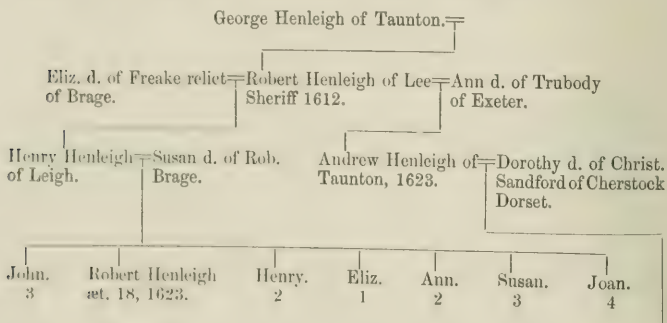 George Henleigh of Taunton.
Eliz. d. of Freake relict
of Brage.
Robert Henleigh of Lee
Sheriff 1612.
Ann d. of Trubody
of Exeter.
Henry Henleigh
of Leigh.
Susan d. of Rob.
Brage.
Andrew Henleigh of
Taunton, 1623.
Dorothy d. of Christ.
Sandford of Cherstock
Dorset.
John.
3
Robert Henleigh
æt. 18, 1623.
Henry.
2
Eliz.
1
Ann.
2
Susan.
3
Joan.
4